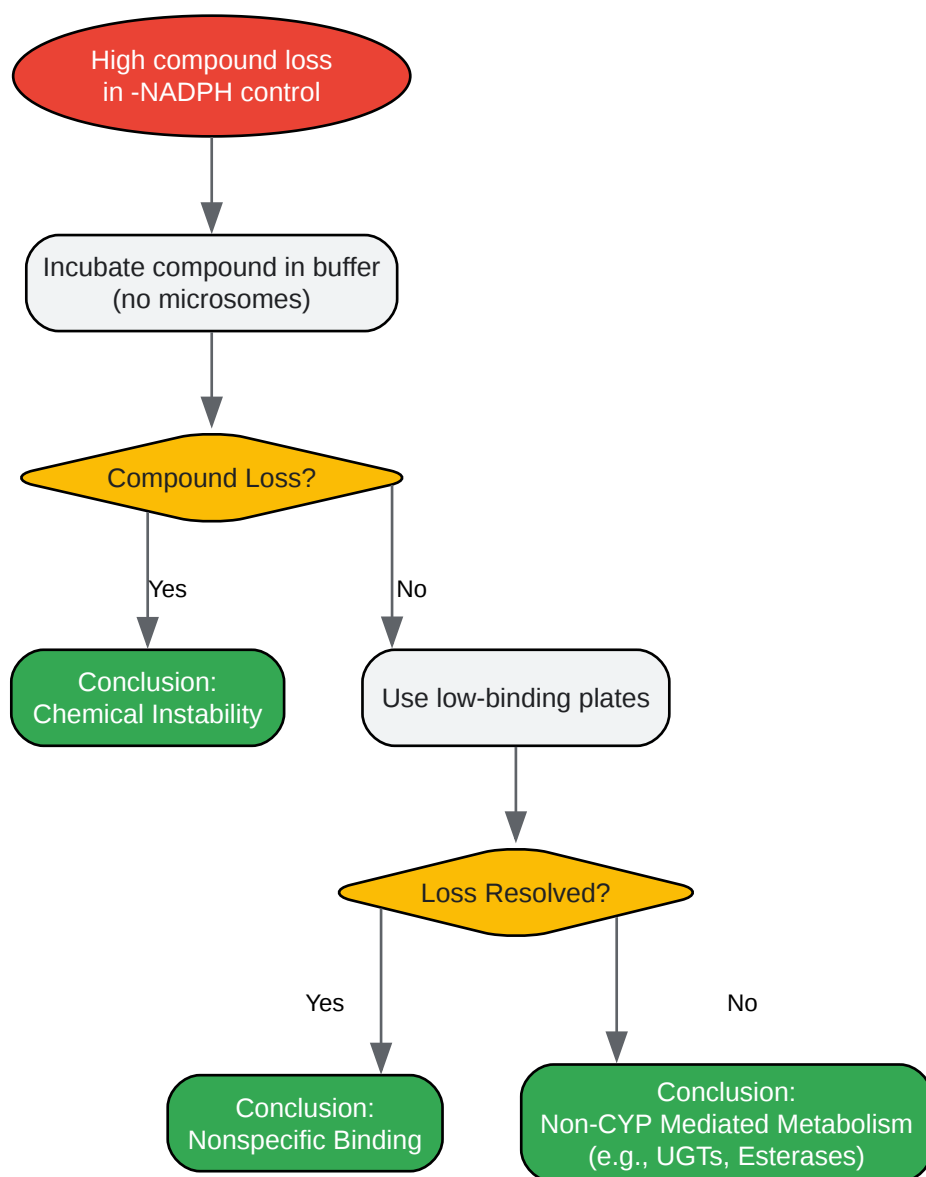 High compound loss
in -NADPH control
Incubate compound in buffer
(no microsomes)
Compound Loss?
Yes
No
Conclusion:
Chemical Instability
Use low-binding plates
Loss Resolved?
Yes
No
Conclusion:
Nonspecific Binding
Conclusion:
Non-CYP Mediated Metabolism
(e.g., UGTs, Esterases)